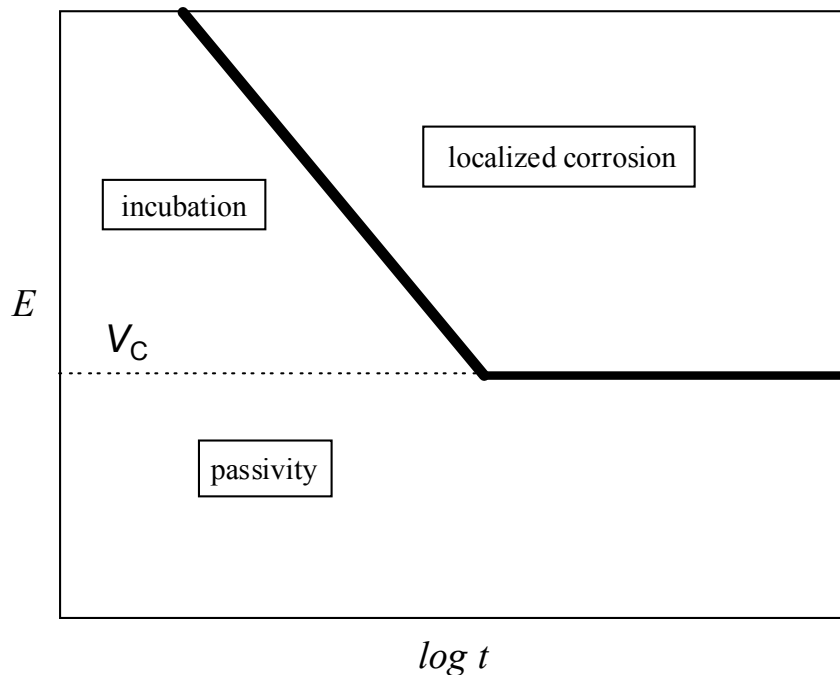 localized corrosion
incubation
E
V_C
passivity
log t